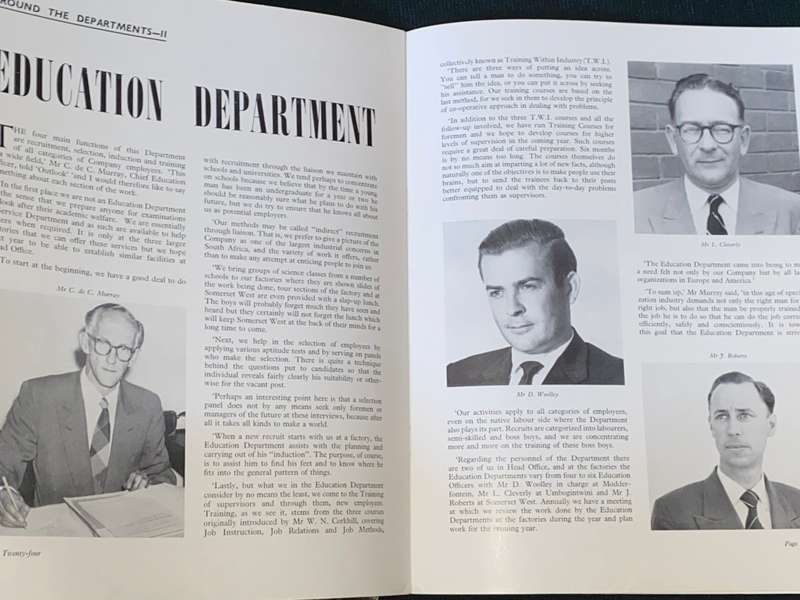 ROUND THE DEPARTMENTS—II
EDUCATION DEPARTMENT
THE four main functions of this Department
are recruitment, selection, induction and training
of all categories of Company employees. 'This
a wide field,' Mr C. de C. Murray, Chief Education
told 'Outlook' 'and I would therefore like to say
something about each section of the work.
In the first place we are not an Education Department
the sense that we prepare anyone for examinations
look after their academic welfare. We are essentially
Service Department and as such are available to help
when required. It is only at the three larger
that we can offer these services but we hope
year to be able to establish similar facilities at
Head Office.
To start at the beginning, we have a good deal to do
Mr C. de C. Murray
Twenty-four
with recruitment through the liaison we maintain with
schools and universities. We tend perhaps to concentrate
on schools because we believe that by the time a young
man has been an undergraduate for a year or two he
should be reasonably sure what he plans to do with his
future, but we do try to ensure that he knows all about
us as potential employers.
'Our methods may be called "indirect" recruitment
through liaison. That is, we prefer to give a picture of the
Company as one of the largest industrial concerns in
South Africa, and the variety of work it offers, rather
than to make any attempt at enticing people to join us.
'We bring groups of science classes from a number of
schools to our factories where they are shown slides of
the work being done, tour sections of the factory and at
Somerset West are even provided with a slap-up lunch.
The boys will probably forget much they have seen and
heard but they certainly will not forget the lunch which
will keep Somerset West at the back of their minds for a
long time to come.
'Next, we help in the selection of employees by
applying various aptitude tests and by serving on panels
who make the selection. There is quite a technique
behind the questions put to candidates so that the
individual reveals fairly clearly his suitability or other-
wise for the vacant post.
'Perhaps an interesting point here is that a selection
panel does not by any means seek only foremen or
managers of the future at these interviews, because after
all it takes all kinds to make a world.
'When a new recruit starts with us at a factory, the
Education Department assists with the planning and
carrying out of his "induction". The purpose, of course,
is to assist him to find his feet and to know where he
fits into the general pattern of things.
'Lastly, but what we in the Education Department
consider by no means the least, we come to the Training
of supervisors and through them, new employees.
Training, as we see it, stems from the three courses
originally introduced by Mr W. N. Corkhill, covering
Job Instruction, Job Relations and Job Methods,
collectively known as Training Within Industry (T.W.I.).
'There are three ways of putting an idea across.
You can tell a man to do something, you can try to
"sell" him the idea, or you can put it across by seeking
his assistance. Our training courses are based on the
last method, for we seek in them to develop the principle
of co-operative approach in dealing with problems.
'In addition to the three T.W.I. courses and all the
follow-up involved, we have run Training Courses for
foremen and we hope to develop courses for higher
levels of supervision in the coming year. Such courses
require a great deal of careful preparation. Six months
is by no means too long. The courses themselves do
not so much aim at imparting a lot of new facts, although
naturally one of the objectives is to make people use their
brains, but to send the trainees back to their posts
better equipped to deal with the day-to-day problems
confronting them as supervisors.
Mr D. Woolley
'Our activities apply to all categories of employees,
even on the native labour side where the Department
also plays its part. Recruits are categorized into labourers,
semi-skilled and boss boys, and we are concentrating
more and more on the training of these boss boys.
'Regarding the personnel of the Department there
are two of us in Head Office, and at the factories the
Education Departments vary from four to six Education
Officers with Mr D. Woolley in charge at Modder-
fontein, Mr L. Cleverly at Umbogintwini and Mr J.
Roberts at Somerset West. Annually we have a meeting
at which we review the work done by the Education
Departments at the factories during the year and plan
work for the ensuing year.
Mr L. Cleverly
'The Education Department came into being to
a need felt not only by our Company but by all
organizations in Europe and America.'
'To sum up,' Mr Murray said, 'in this age of
zation industry demands not only the right man for
right job, but also that the man be properly trained
the job he is to do so that he can do the job
efficiently, safely and conscientiously. It is
this goal that the Education Department is
Mr J. Roberts
Page